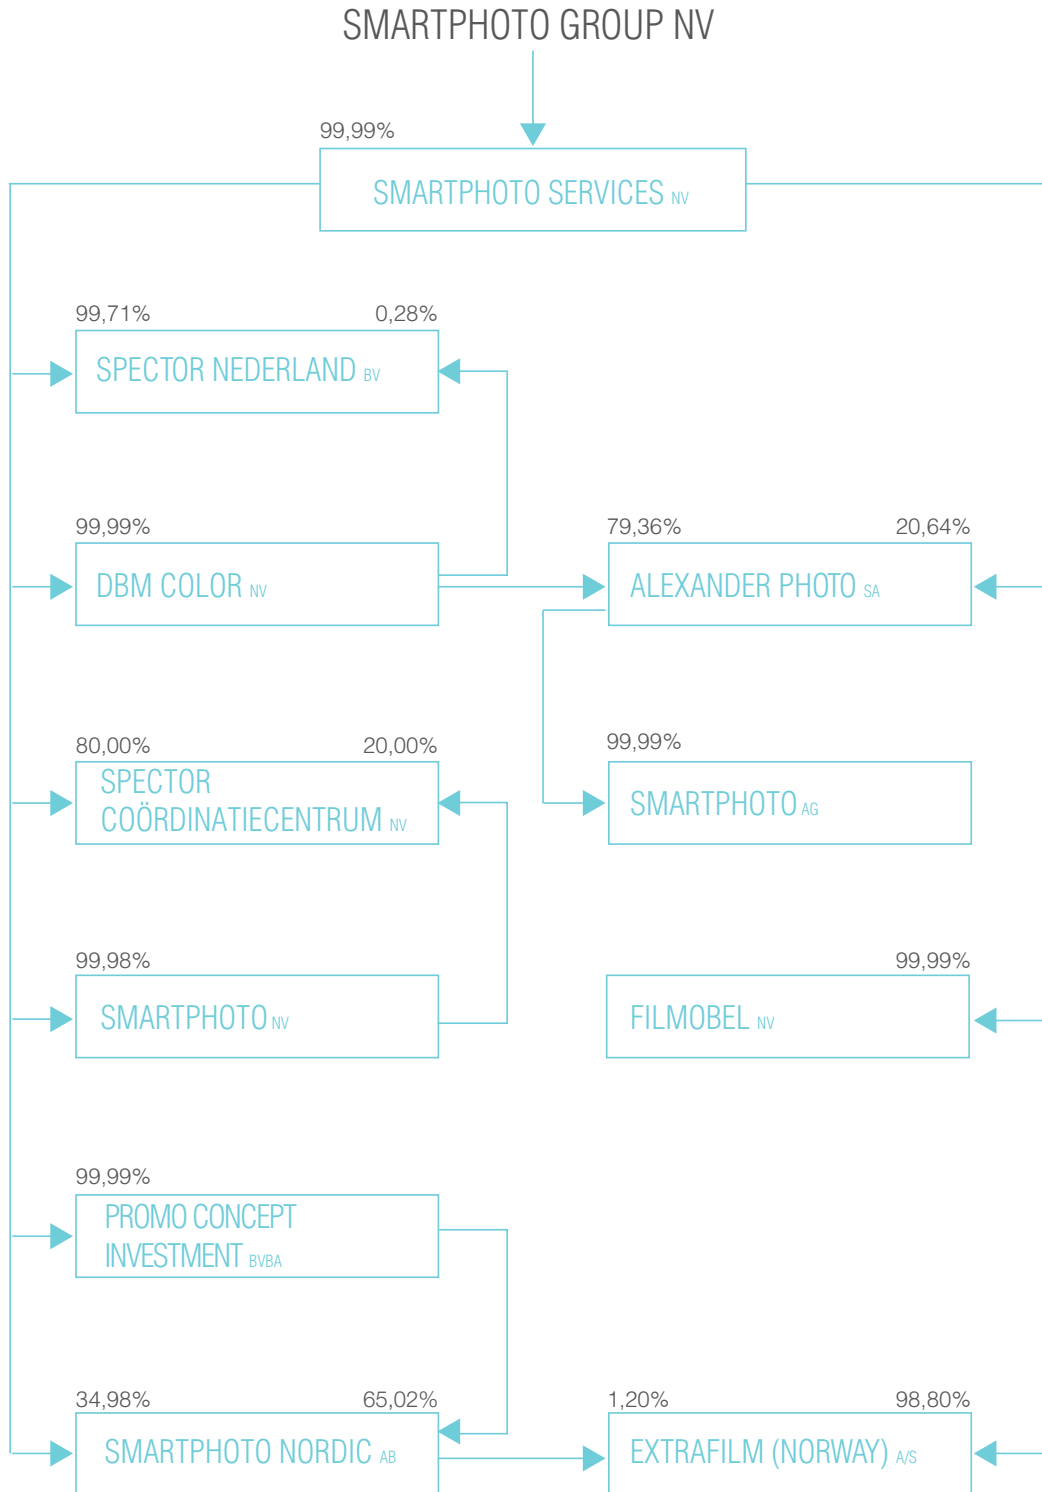 SMARTPHOTO GROUP NV
99,99%
SMARTPHOTO SERVICES NV
99,71% 0,28%
SPECTOR NEDERLAND BV
99,99%
DBM COLOR NV
79,36% 20,64%
ALEXANDER PHOTO SA
80,00% 20,00%
SPECTOR
COÖRDINATIECENTRUM NV
99,99%
SMARTPHOTO AG
99,98%
SMARTPHOTO NV
99,99%
FILMOBEL NV
99,99%
PROMO CONCEPT
INVESTMENT BVBA
34,98% 65,02%
SMARTPHOTO NORDIC AB
1,20% 98,80%
EXTRAFILM (NORWAY) A/S